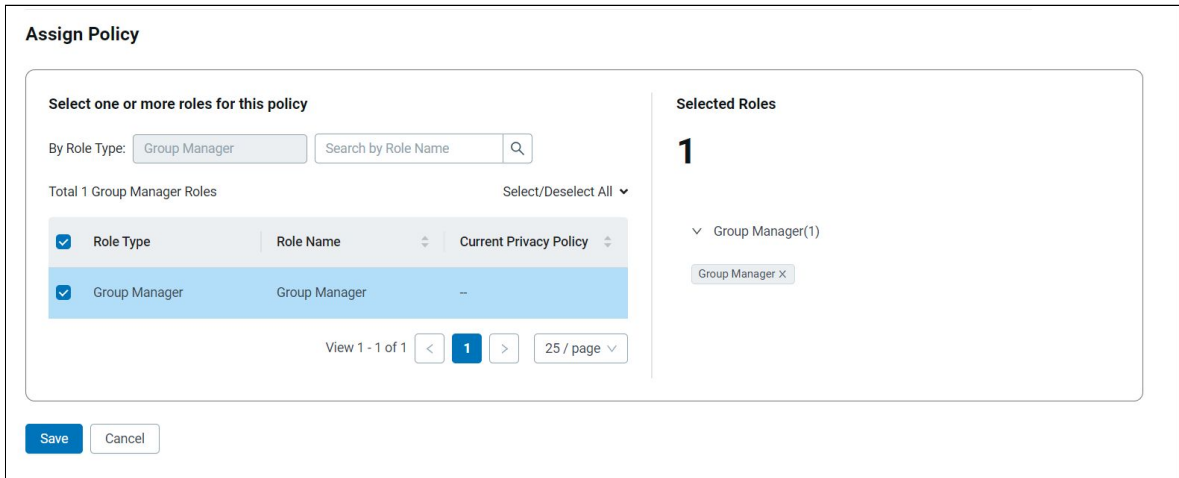 Assign Policy
Select one or more roles for this policy
By Role Type: Group Manager Search by Role Name
Total 1 Group Manager Roles Select/Deselect All
Role Type Role Name Current Privacy Policy
Group Manager Group Manager --
View 1 - 1 of 1 < 1 > 25 / page
Selected Roles
1
Group Manager(1)
Group Manager X
Save Cancel